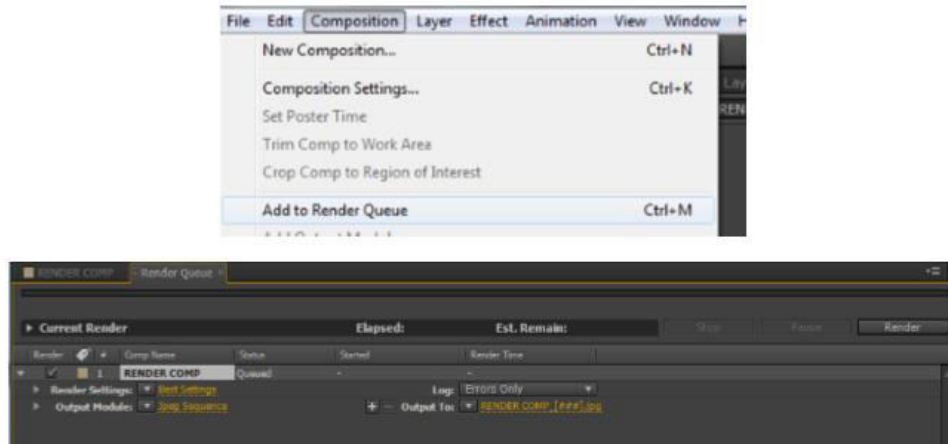 File Edit Composition Layer Effect Animation View Window
New Composition... Ctrl+N
Composition Settings... Ctrl+K
Set Poster Time
Trim Comp to Work Area
Crop Comp to Region of Interest
Add to Render Queue Ctrl+M
RENDER COMP Render Queue
Current Render Elapsed: Est. Remain: Stop Pause Render
Render # Comp Name Status Started Render Time
1 RENDER COMP Queued - -
Render Settings: Best Settings Log: Errors Only
Output Module: Jpeg Sequence + - Output To: RENDER COMP_[###].jpg